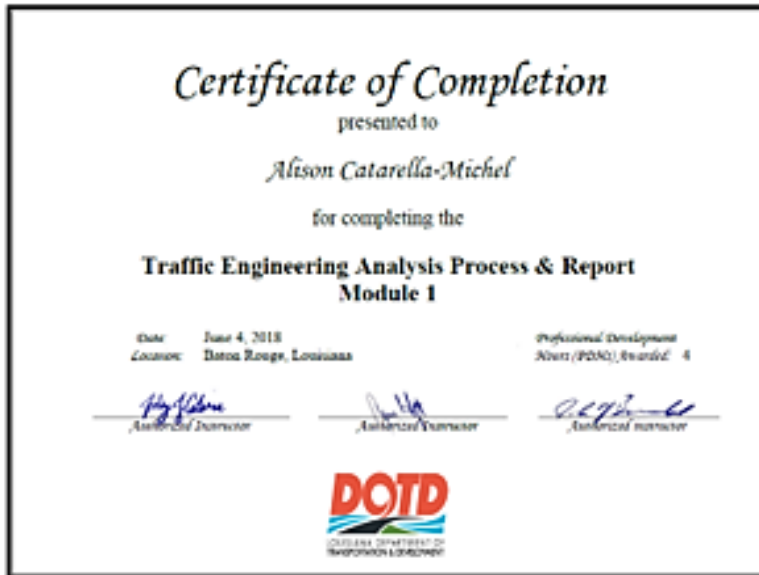 Certificate of Completion
presented to
Alison Catarella-Michel
for completing the
Traffic Engineering Analysis Process & Report
Module 1
Date: June 4, 2018
Location: Baton Rouge, Louisiana
Professional Development
Hours (PDHs) Awarded: 4
Authorized Instructor
Authorized Instructor
Authorized Instructor
DOTD
LOUISIANA DEPARTMENT OF
TRANSPORTATION & DEVELOPMENT